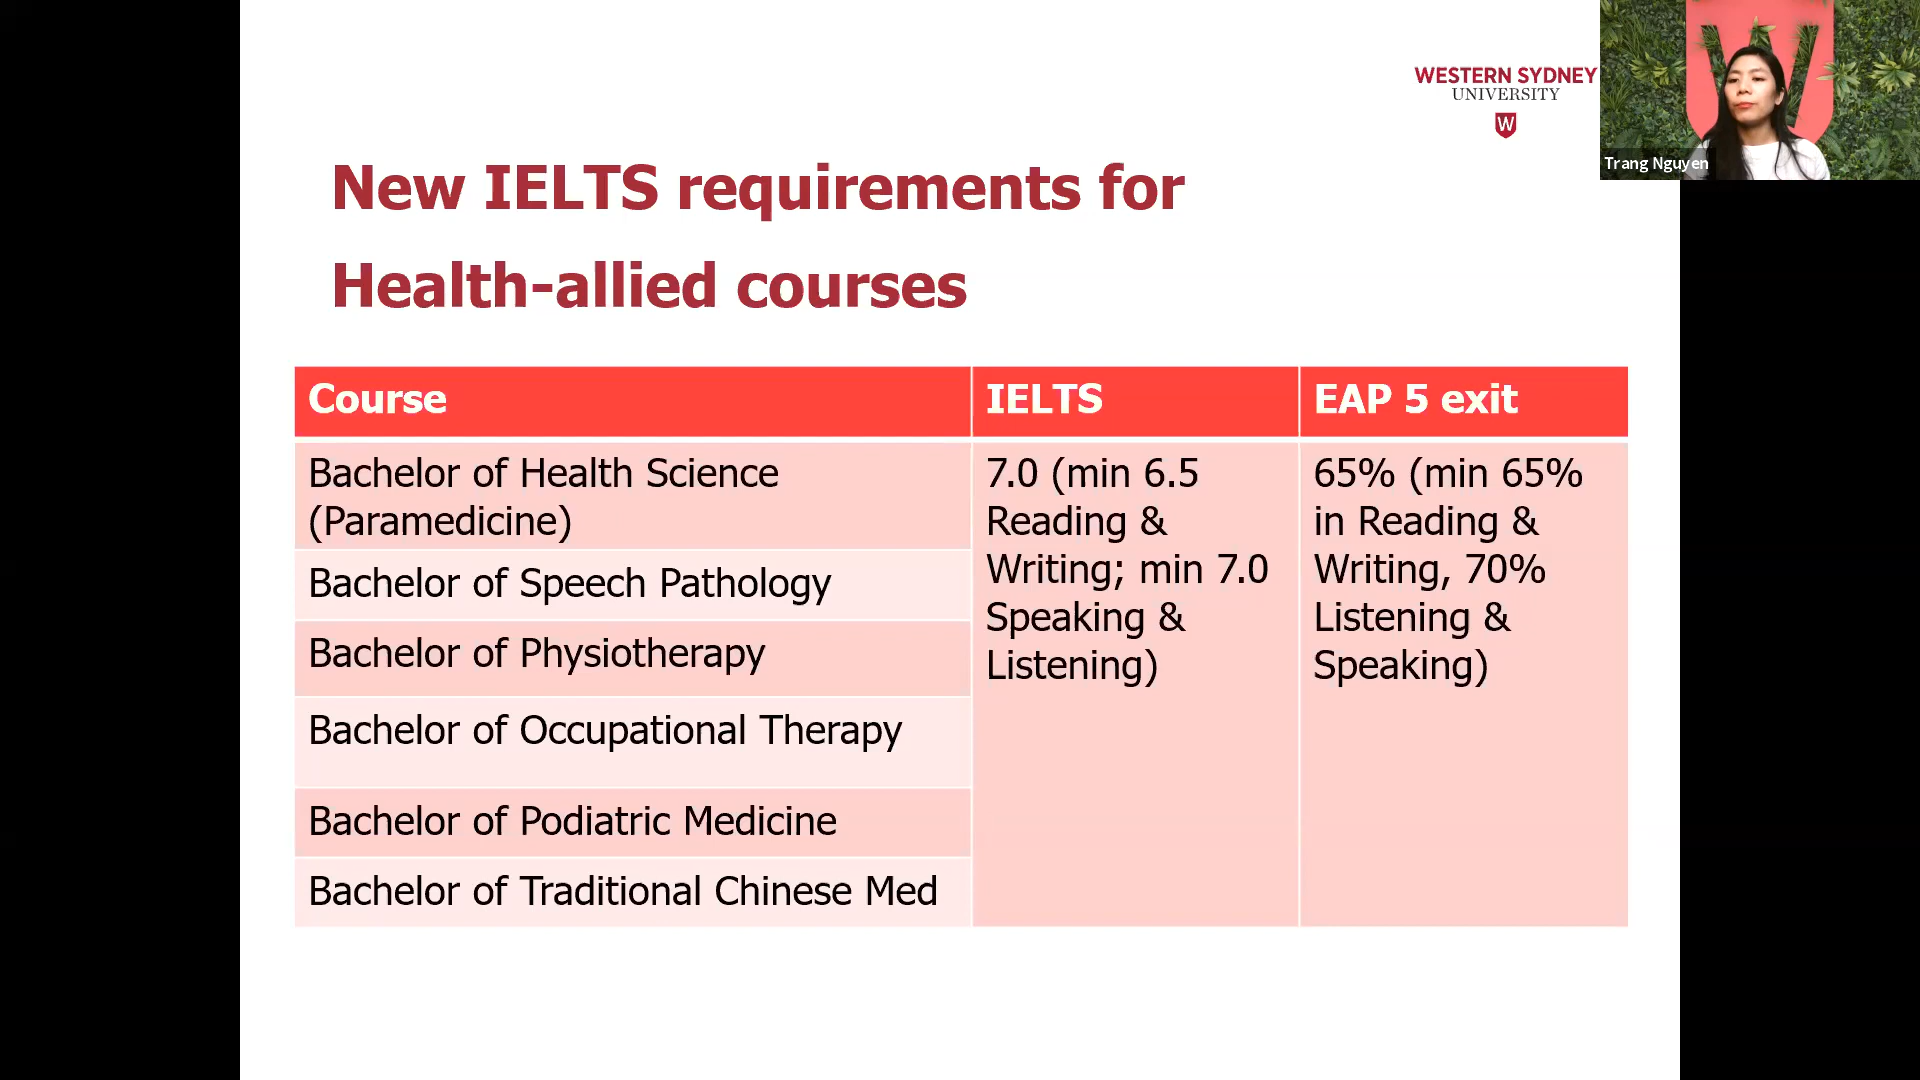 WESTERN SYDNEY
UNIVERSITY
W
Trang Nguyen
New IELTS requirements for
Health-allied courses
Course
IELTS
EAP 5 exit
Bachelor of Health Science
(Paramedicine)
7.0 (min 6.5
Reading &
Writing; min 7.0
Speaking &
Listening)
65% (min 65%
in Reading &
Writing, 70%
Listening &
Speaking)
Bachelor of Speech Pathology
Bachelor of Physiotherapy
Bachelor of Occupational Therapy
Bachelor of Podiatric Medicine
Bachelor of Traditional Chinese Med